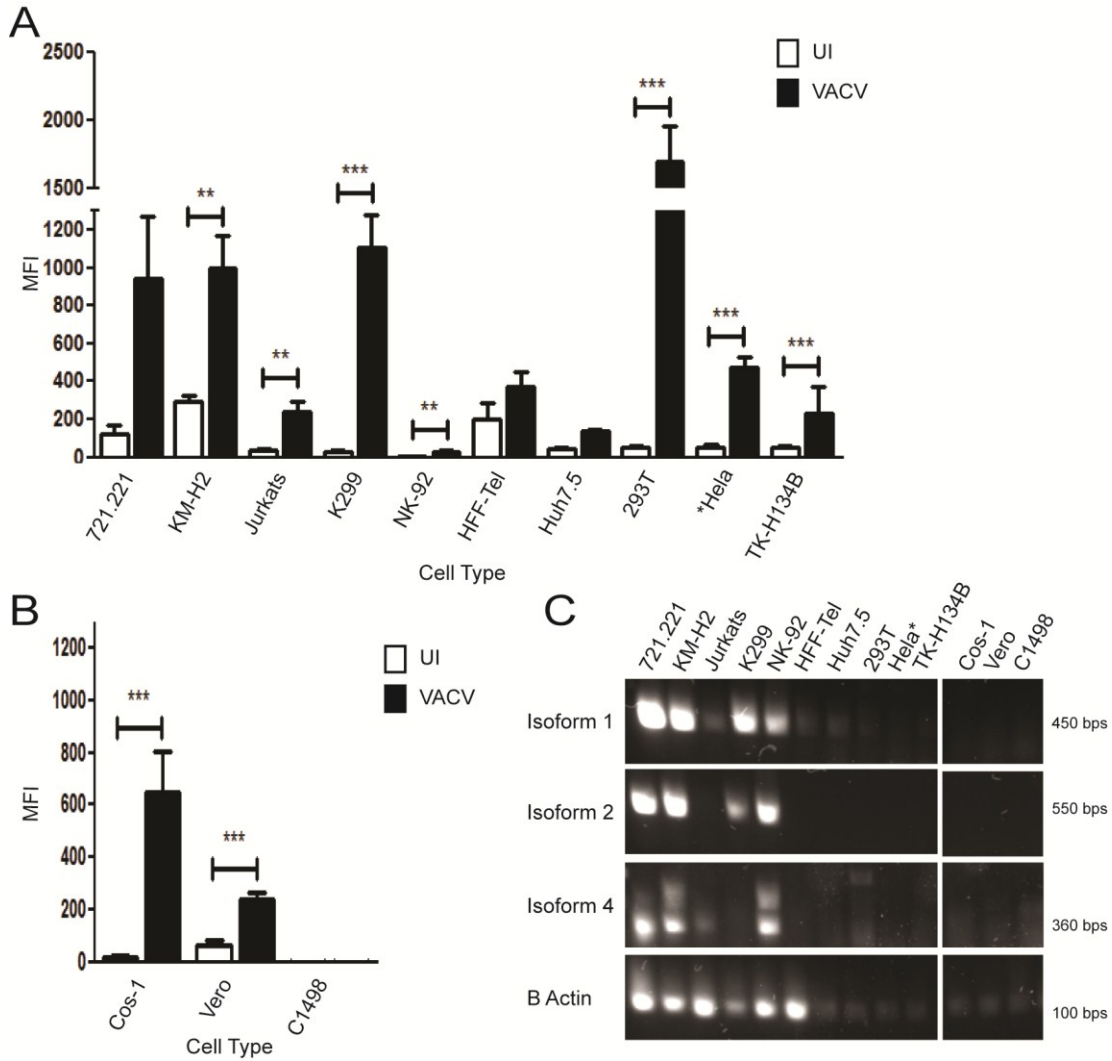 A
2500
2000
1500
1200
1000
800
600
400
200
0
MFI
UI
VACV
**
**
***
**
***
***
***
721.221
KM-H2
Jurkats
K299
NK-92
HFF-Tel
Huh7.5
293T
*Hela
TK-H134B
Cell Type
B
1200
1000
800
600
400
200
0
MFI
UI
VACV
***
***
Cos-1
Vero
C1498
Cell Type
C
721.221
KM-H2
Jurkats
K299
NK-92
HFF-Tel
Huh7.5
293T
Hela*
TK-H134B
Cos-1
Vero
C1498
Isoform 1
450 bps
Isoform 2
550 bps
Isoform 4
360 bps
B Actin
100 bps